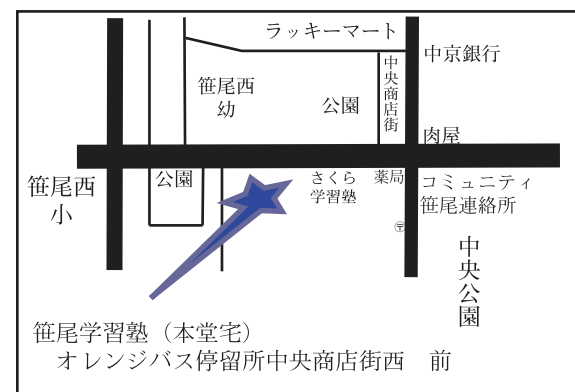 ラッキーマート
中京銀行
中央商店街
笹尾西
幼
公園
肉屋
公園
さくら
学習塾
薬局
コミュニティ
笹尾連絡所
笹尾西
小
〒
中央公園
笹尾学習塾（本堂宅）
オレンジバス停留所中央商店街西　前